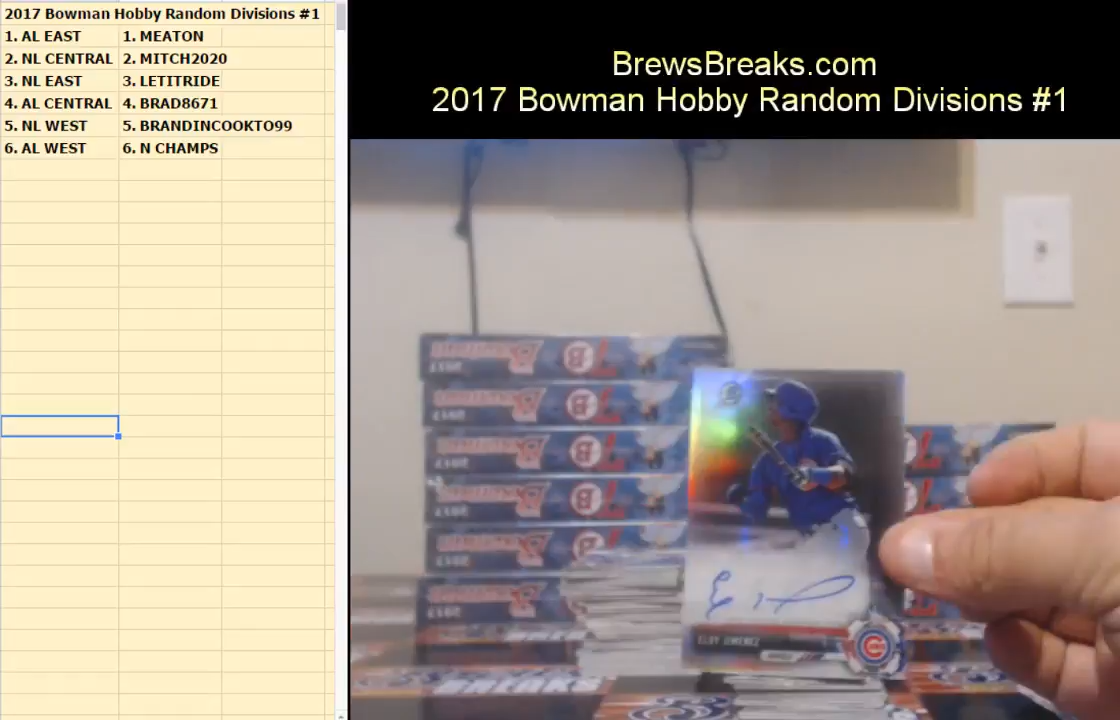 2017 Bowman Hobby Random Divisions #1
1. AL EAST 1. MEATON
2. NL CENTRAL 2. MITCH2020
3. NL EAST 3. LETITRIDE
4. AL CENTRAL 4. BRAD8671
5. NL WEST 5. BRANDINCOOKTO99
6. AL WEST 6. N CHAMPS
BrewsBreaks.com
2017 Bowman Hobby Random Divisions #1
ELOY JIMENEZ